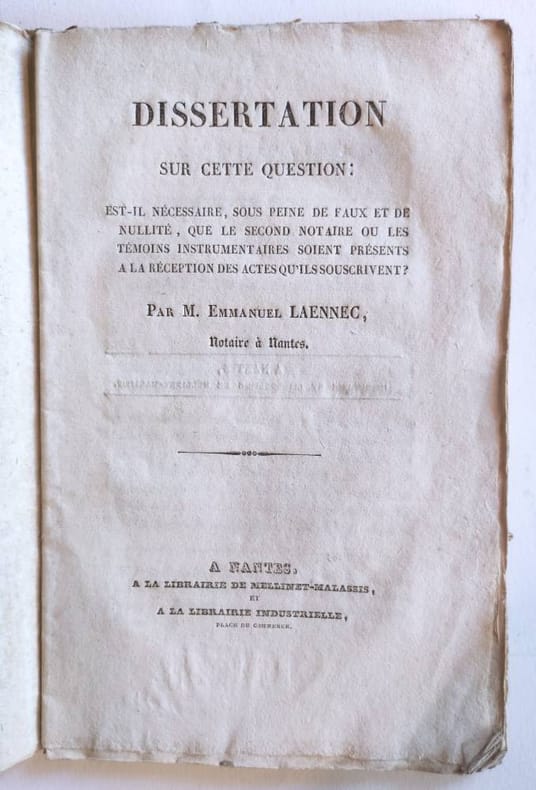 DISSERTATION
SUR CETTE QUESTION:
EST-IL NÉCESSAIRE, SOUS PEINE DE FAUX ET DE
NULLITÉ, QUE LE SECOND NOTAIRE OU LES
TÉMOINS INSTRUMENTAIRES SOIENT PRÉSENTS
A LA RÉCEPTION DES ACTES QU'ILS SOUSCRIVENT?
PAR M. EMMANUEL LAENNEC,
Notaire à Nantes.
A NANTES,
A LA LIBRAIRIE DE MELLINET-MALASSIS,
ET
A LA LIBRAIRIE INDUSTRIELLE,
PLACE DU COMMERCE.